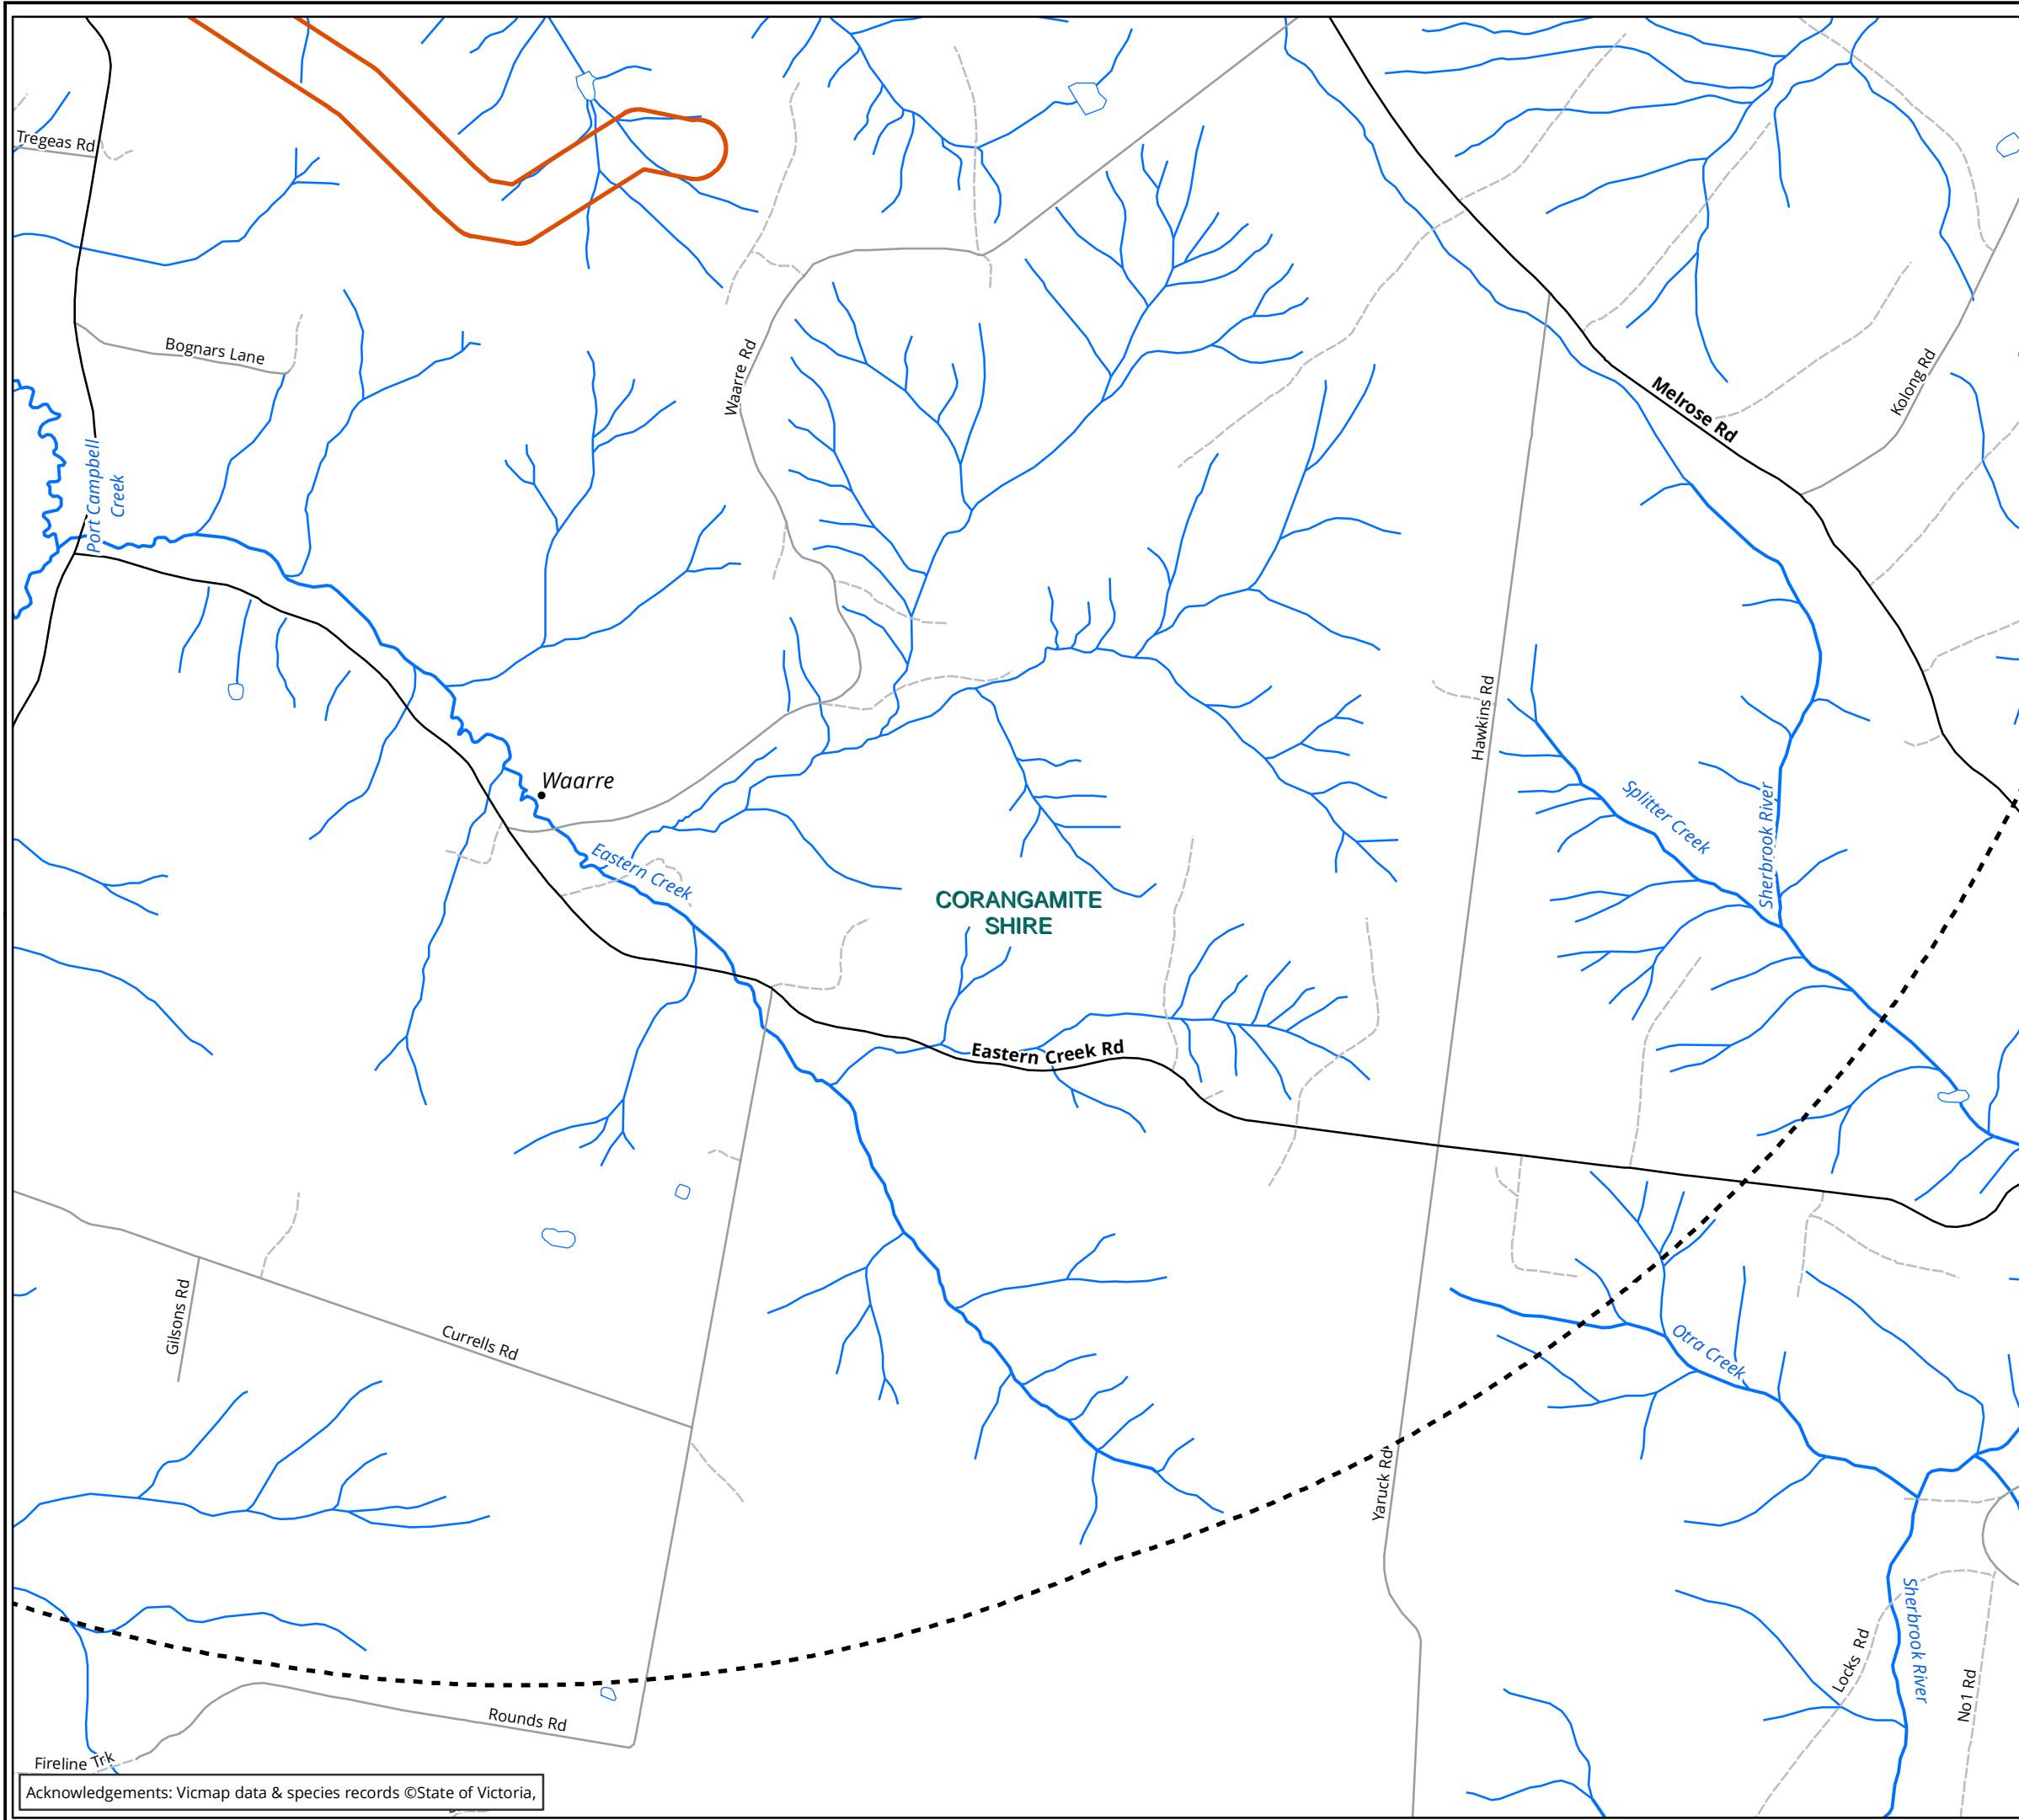 Tregeas Rd
Bognars Lane
Waarre Rd
Melrose Rd
Kolong Rd
Port Campbell
Creek
Hawkins Rd
Waarre
Splitter Creek
Sherbrook River
Eastern Creek
CORANGAMITE
SHIRE
Eastern Creek Rd
Gilsons Rd
Currells Rd
Otra Creek
Yaruck Rd
Sherbrook River
Locks Rd
No1 Rd
Rounds Rd
Fireline Trk
Acknowledgements: Vicmap data & species records ©State of Victoria,